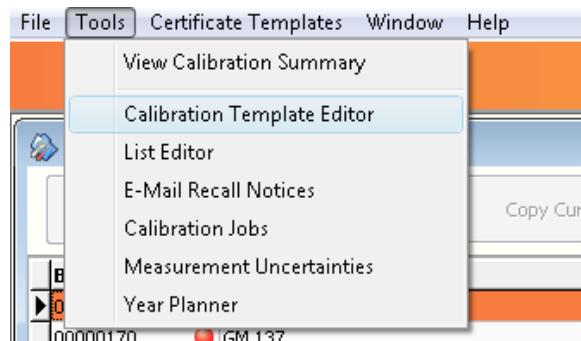 File Tools Certificate Templates Window Help
View Calibration Summary
Calibration Template Editor
List Editor
E-Mail Recall Notices
Copy Cur
Calibration Jobs
Measurement Uncertainties
Year Planner
00000170 GM 137